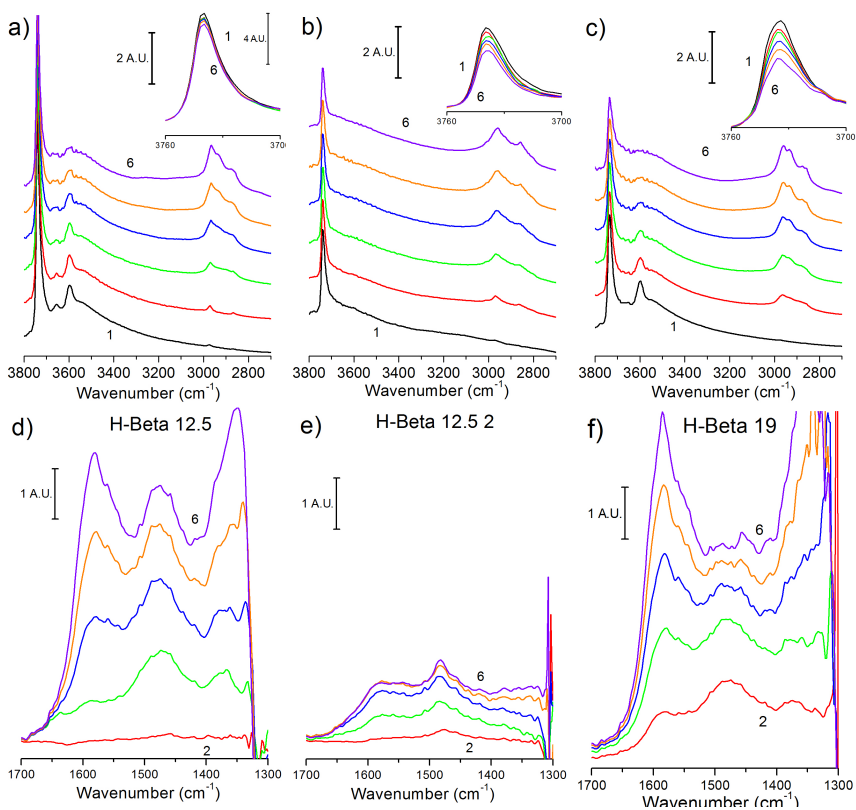 a)
2 A.U.
4 A.U.
1
6
3760
3700
6
1
3800 3600 3400 3200 3000 2800
Wavenumber (cm-1)
b)
2 A.U.
1
6
3760
3700
6
1
3800 3600 3400 3200 3000 2800
Wavenumber (cm-1)
c)
2 A.U.
1
6
3760
3700
6
1
3800 3600 3400 3200 3000 2800
Wavenumber (cm-1)
d)
H-Beta 12.5
1 A.U.
6
2
1700 1600 1500 1400 1300
Wavenumber (cm-1)
e)
H-Beta 12.5 2
1 A.U.
6
2
1700 1600 1500 1400 1300
Wavenumber (cm-1)
f)
H-Beta 19
1 A.U.
6
2
1700 1600 1500 1400 1300
Wavenumber (cm-1)